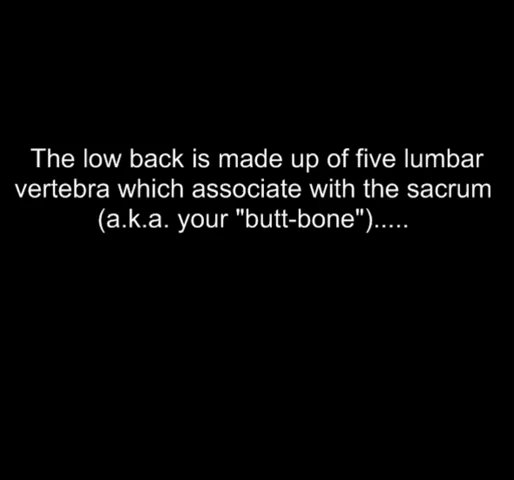 The low back is made up of five lumbar
vertebra which associate with the sacrum
(a.k.a. your "butt-bone").....